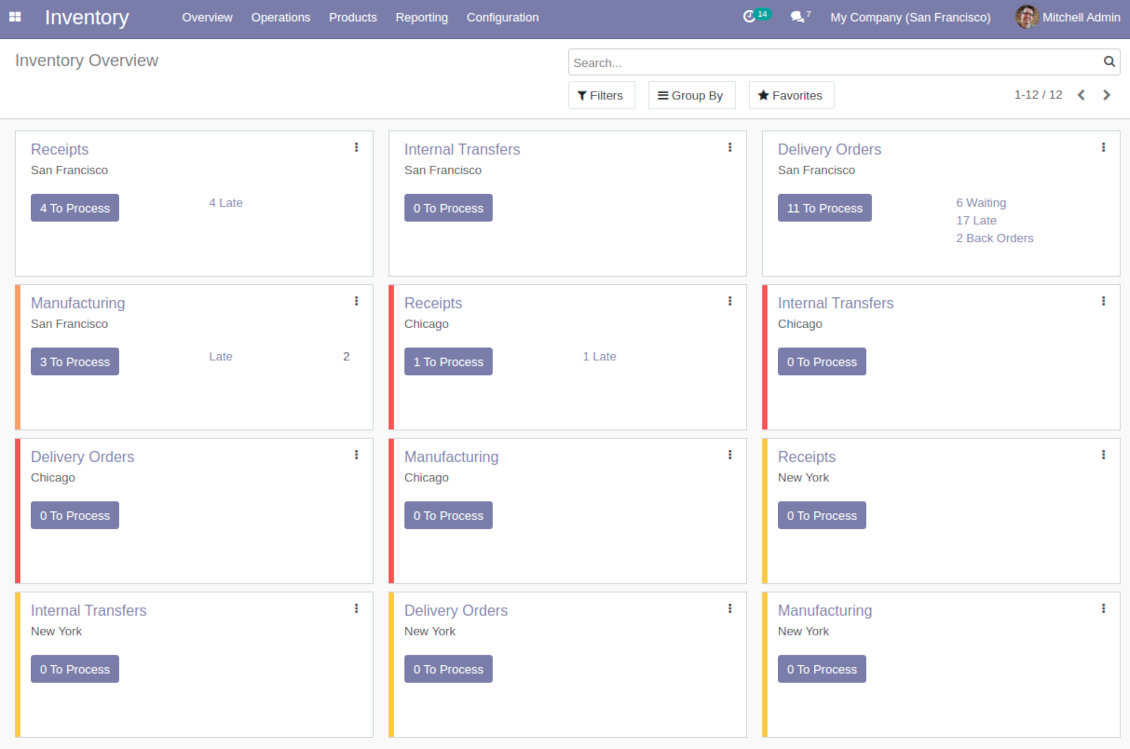 Inventory Overview Operations Products Reporting Configuration 14 7 My Company (San Francisco) Mitchell Admin
Inventory Overview
Search...
Filters Group By Favorites 1-12 / 12
Receipts
San Francisco
4 To Process 4 Late
Internal Transfers
San Francisco
0 To Process
Delivery Orders
San Francisco
11 To Process 6 Waiting
17 Late
2 Back Orders
Manufacturing
San Francisco
3 To Process Late 2
Receipts
Chicago
1 To Process 1 Late
Internal Transfers
Chicago
0 To Process
Delivery Orders
Chicago
0 To Process
Manufacturing
Chicago
0 To Process
Receipts
New York
0 To Process
Internal Transfers
New York
0 To Process
Delivery Orders
New York
0 To Process
Manufacturing
New York
0 To Process